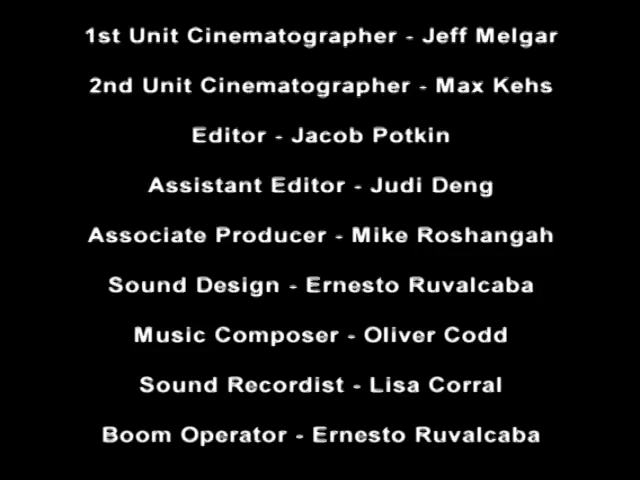 1st Unit Cinematographer - Jeff Melgar
2nd Unit Cinematographer - Max Kehs
Editor - Jacob Potkin
Assistant Editor - Judi Deng
Associate Producer - Mike Roshangah
Sound Design - Ernesto Ruvalcaba
Music Composer - Oliver Codd
Sound Recordist - Lisa Corral
Boom Operator - Ernesto Ruvalcaba